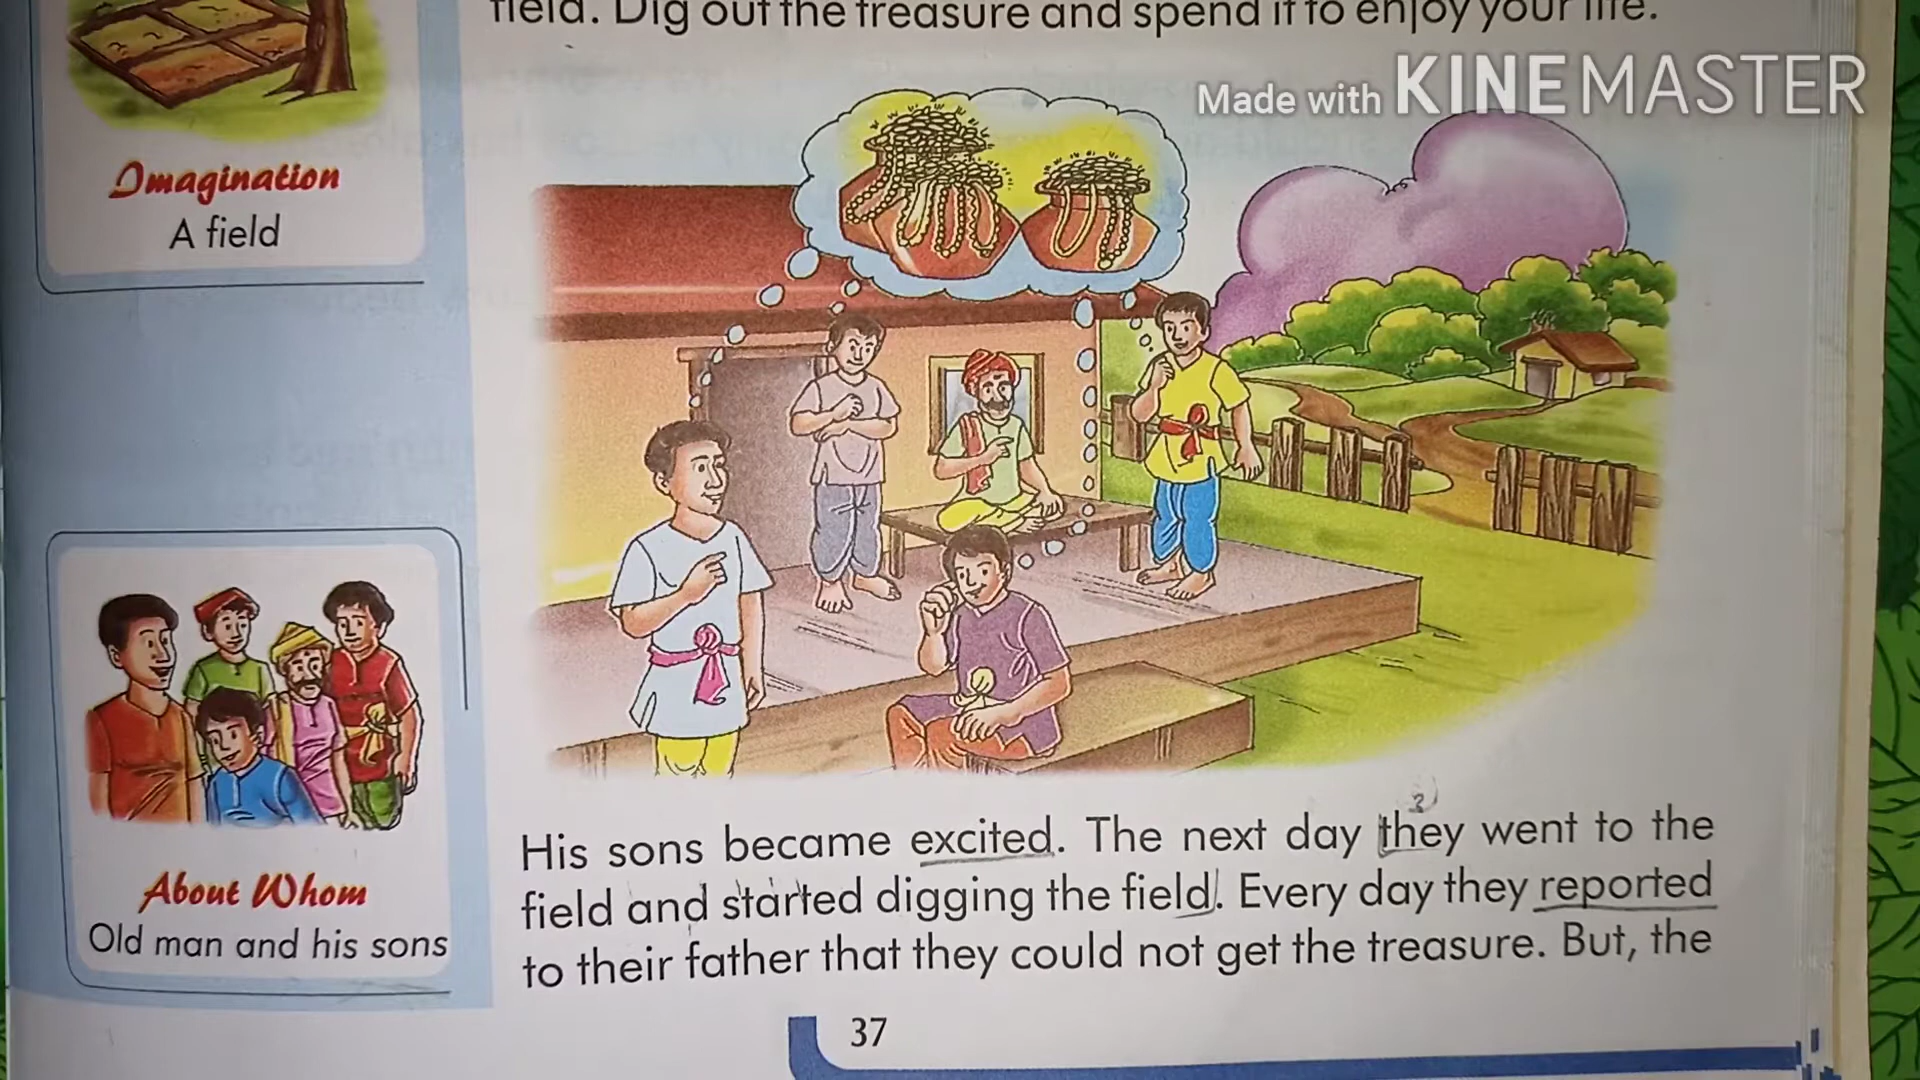 field. Dig out the treasure and spend it to enjoy your life.
Made with KINEMASTER
Imagination
A field
About Whom
Old man and his sons
His sons became excited. The next day they went to the
field and started digging the field. Every day they reported
to their father that they could not get the treasure. But, the
37